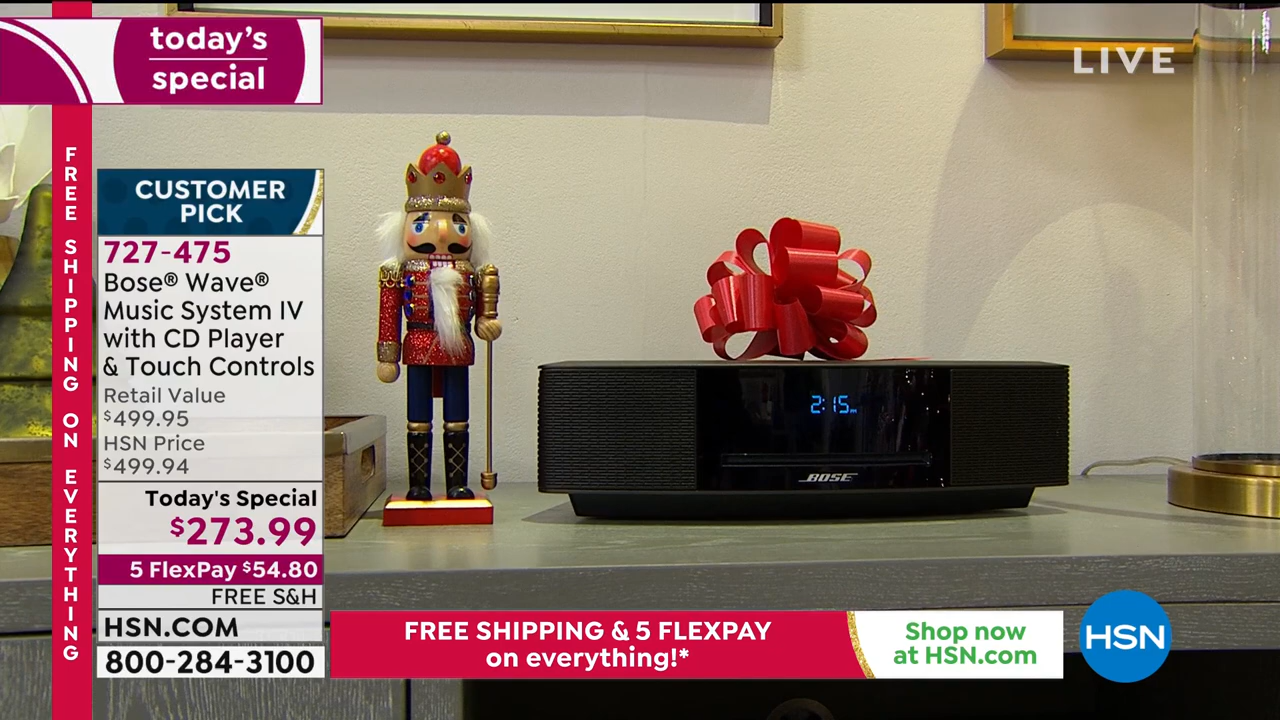 today's
special
LIVE
FREE SHIPPING ON EVERYTHING
CUSTOMER
PICK
727-475
Bose® Wave®
Music System IV
with CD Player
& Touch Controls
Retail Value
$499.95
HSN Price
$499.94
Today's Special
$273.99
5 FlexPay $54.80
FREE S&H
HSN.COM
800-284-3100
2:15
BOSE
FREE SHIPPING & 5 FLEXPAY
on everything!*
Shop now
at HSN.com
HSN